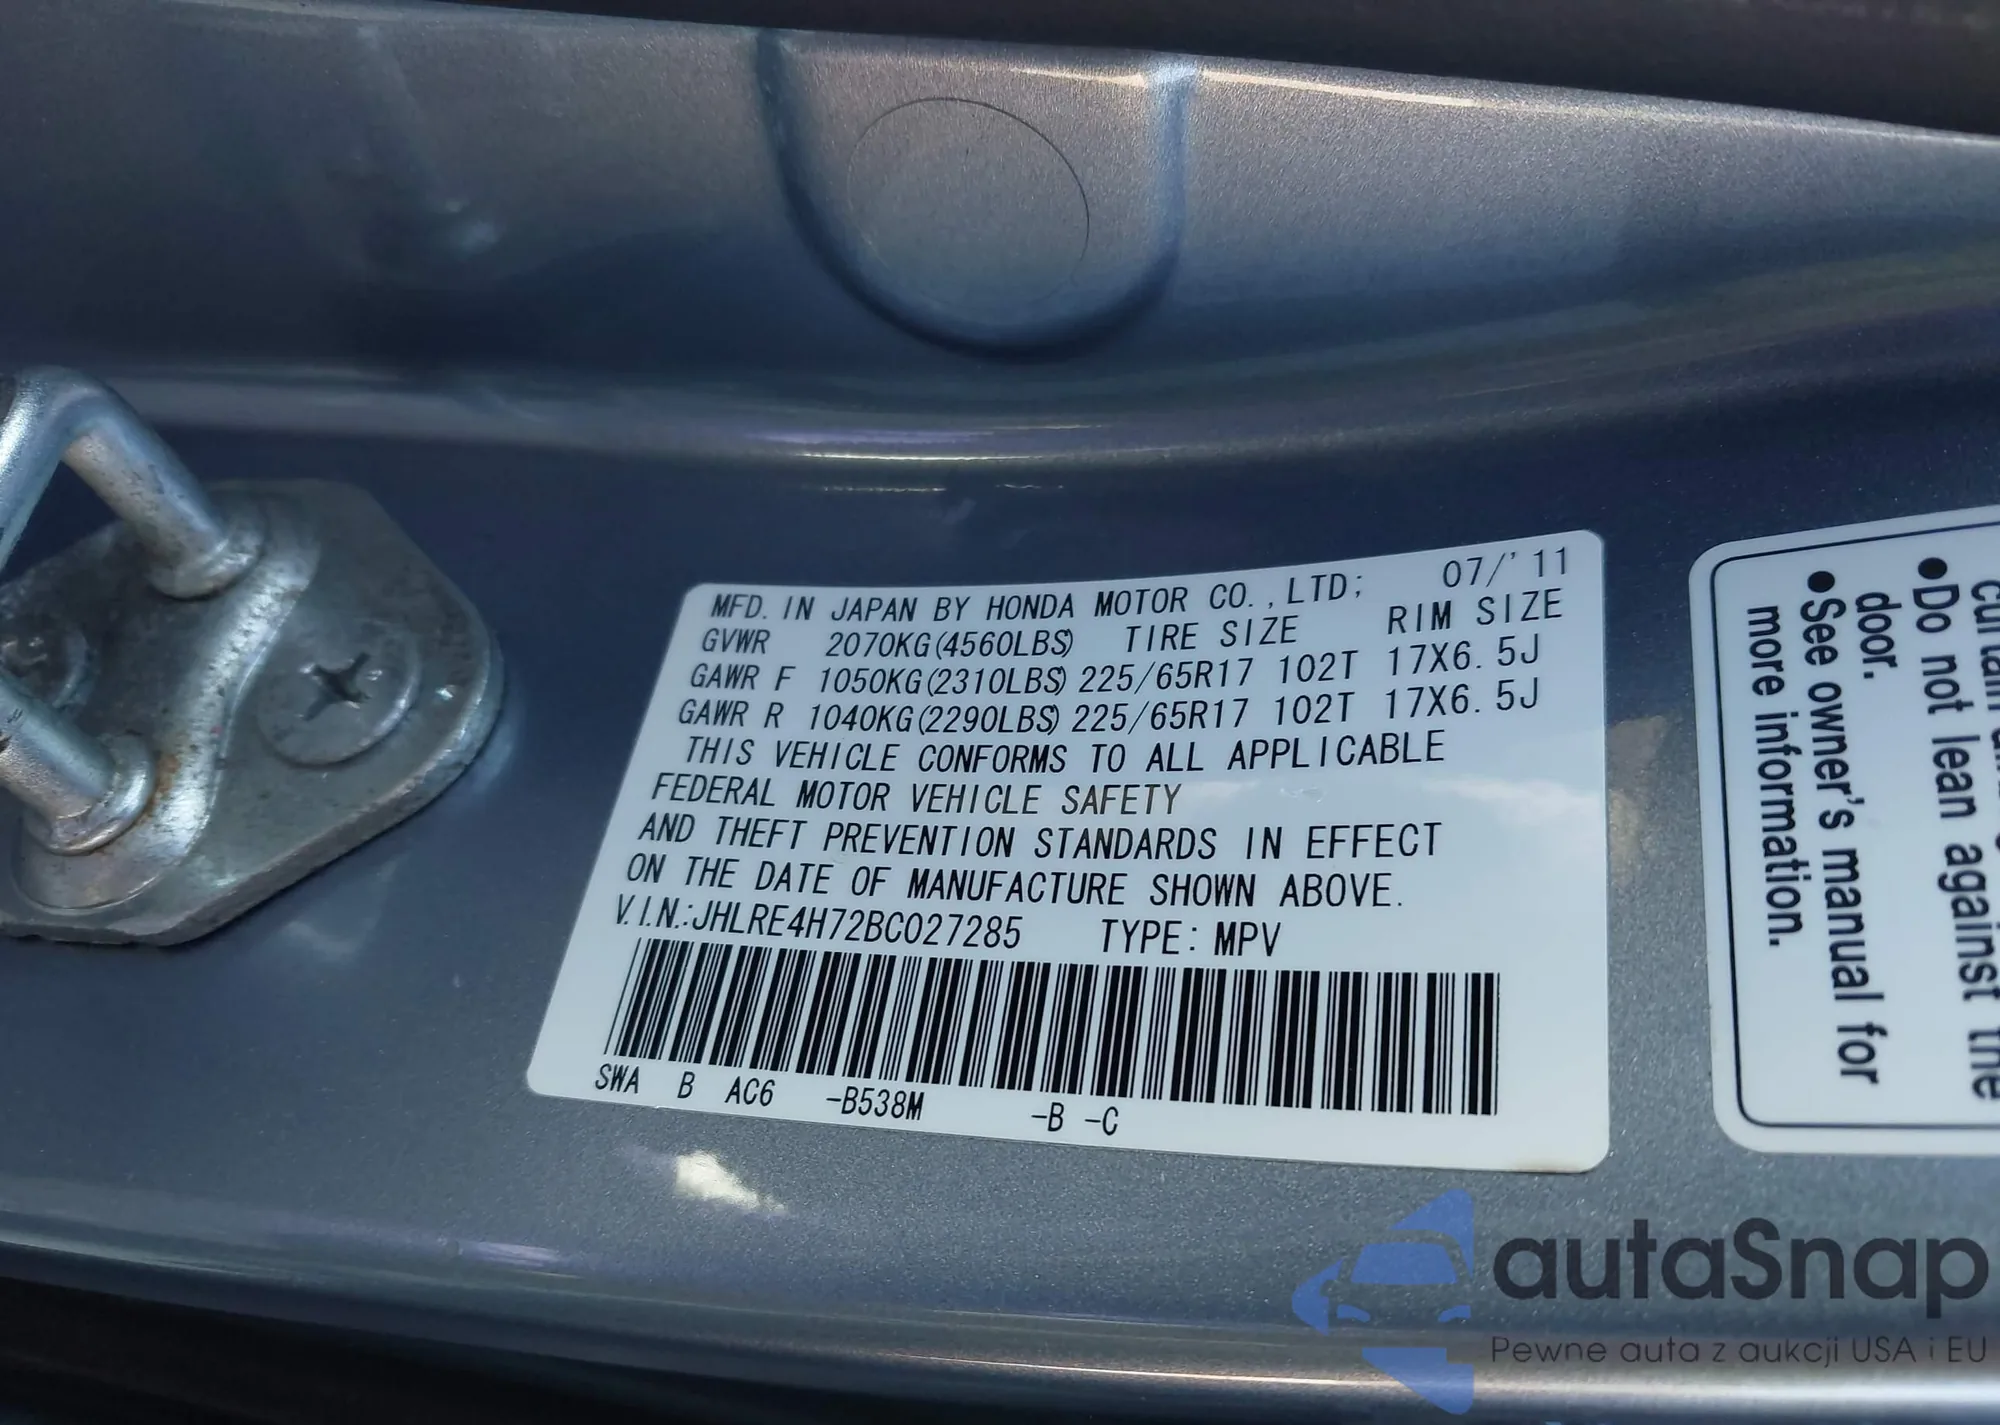 MFD. IN JAPAN BY HONDA MOTOR CO.,LTD; 07/'11
GVWR 2070KG(4560LBS) TIRE SIZE RIM SIZE
GAWR F 1050KG(2310LBS) 225/65R17 102T 17X6.5J
GAWR R 1040KG(2290LBS) 225/65R17 102T 17X6.5J
THIS VEHICLE CONFORMS TO ALL APPLICABLE
FEDERAL MOTOR VEHICLE SAFETY
AND THEFT PREVENTION STANDARDS IN EFFECT
ON THE DATE OF MANUFACTURE SHOWN ABOVE.
V.I.N.:JHLRE4H72BC027285 TYPE: MPV
SWA B AC6 -B538M -B -C
●Do not lean against the
door.
●See owner's manual for
more information.
autaSnap
Pewne auta z aukcji USA i EU